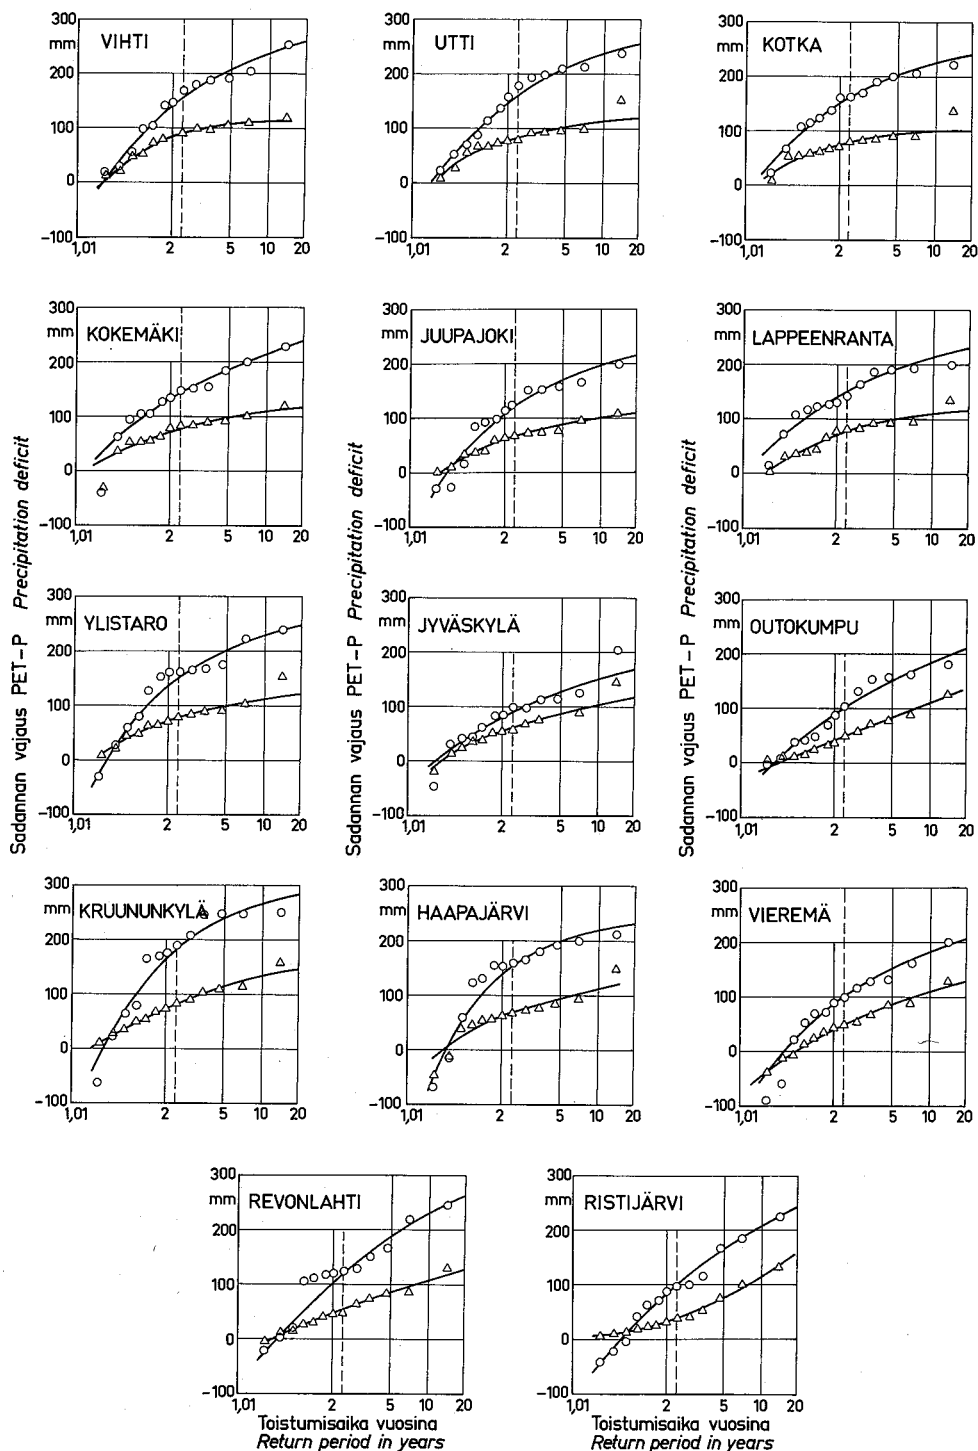 300
mm
200
100
0
-100
VIHTI
1,01 2 5 10 20
300
mm
200
100
0
-100
UTTI
1,01 2 5 10 20
300
mm
200
100
0
-100
KOTKA
1,01 2 5 10 20
Sadannan vajaus PET-P Precipitation deficit
300
mm
200
100
0
-100
KOKEMÄKI
1,01 2 5 10 20
Sadannan vajaus PET-P Precipitation deficit
300
mm
200
100
0
-100
JUUPAJOKI
1,01 2 5 10 20
Sadannan vajaus PET-P Precipitation deficit
300
mm
200
100
0
-100
LAPPEENRANTA
1,01 2 5 10 20
300
mm
200
100
0
-100
YLISTARO
1,01 2 5 10 20
300
mm
200
100
0
-100
JYVÄSKYLÄ
1,01 2 5 10 20
300
mm
200
100
0
-100
OUTOKUMPU
1,01 2 5 10 20
300
mm
200
100
0
-100
KRUUNUNKYLÄ
1,01 2 5 10 20
300
mm
200
100
0
-100
HAAPAJÄRVI
1,01 2 5 10 20
300
mm
200
100
0
-100
VIEREMÄ
1,01 2 5 10 20
300
mm
200
100
0
-100
REVONLAHTI
1,01 2 5 10 20
Toistumisaika vuosina
Return period in years
300
mm
200
100
0
-100
RISTIJÄRVI
1,01 2 5 10 20
Toistumisaika vuosina
Return period in years